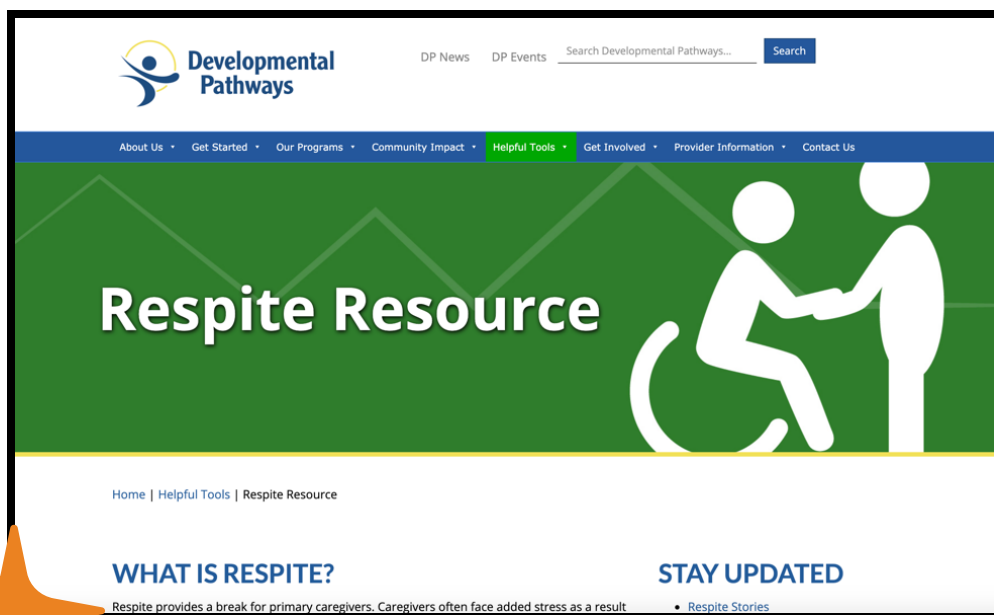 Developmental
Pathways
DP News DP Events Search Developmental Pathways... Search
About Us Get Started Our Programs Community Impact Helpful Tools Get Involved Provider Information Contact Us
Respite Resource
Home | Helpful Tools | Respite Resource
WHAT IS RESPITE?
Respite provides a break for primary caregivers. Caregivers often face added stress as a result
STAY UPDATED
• Respite Stories